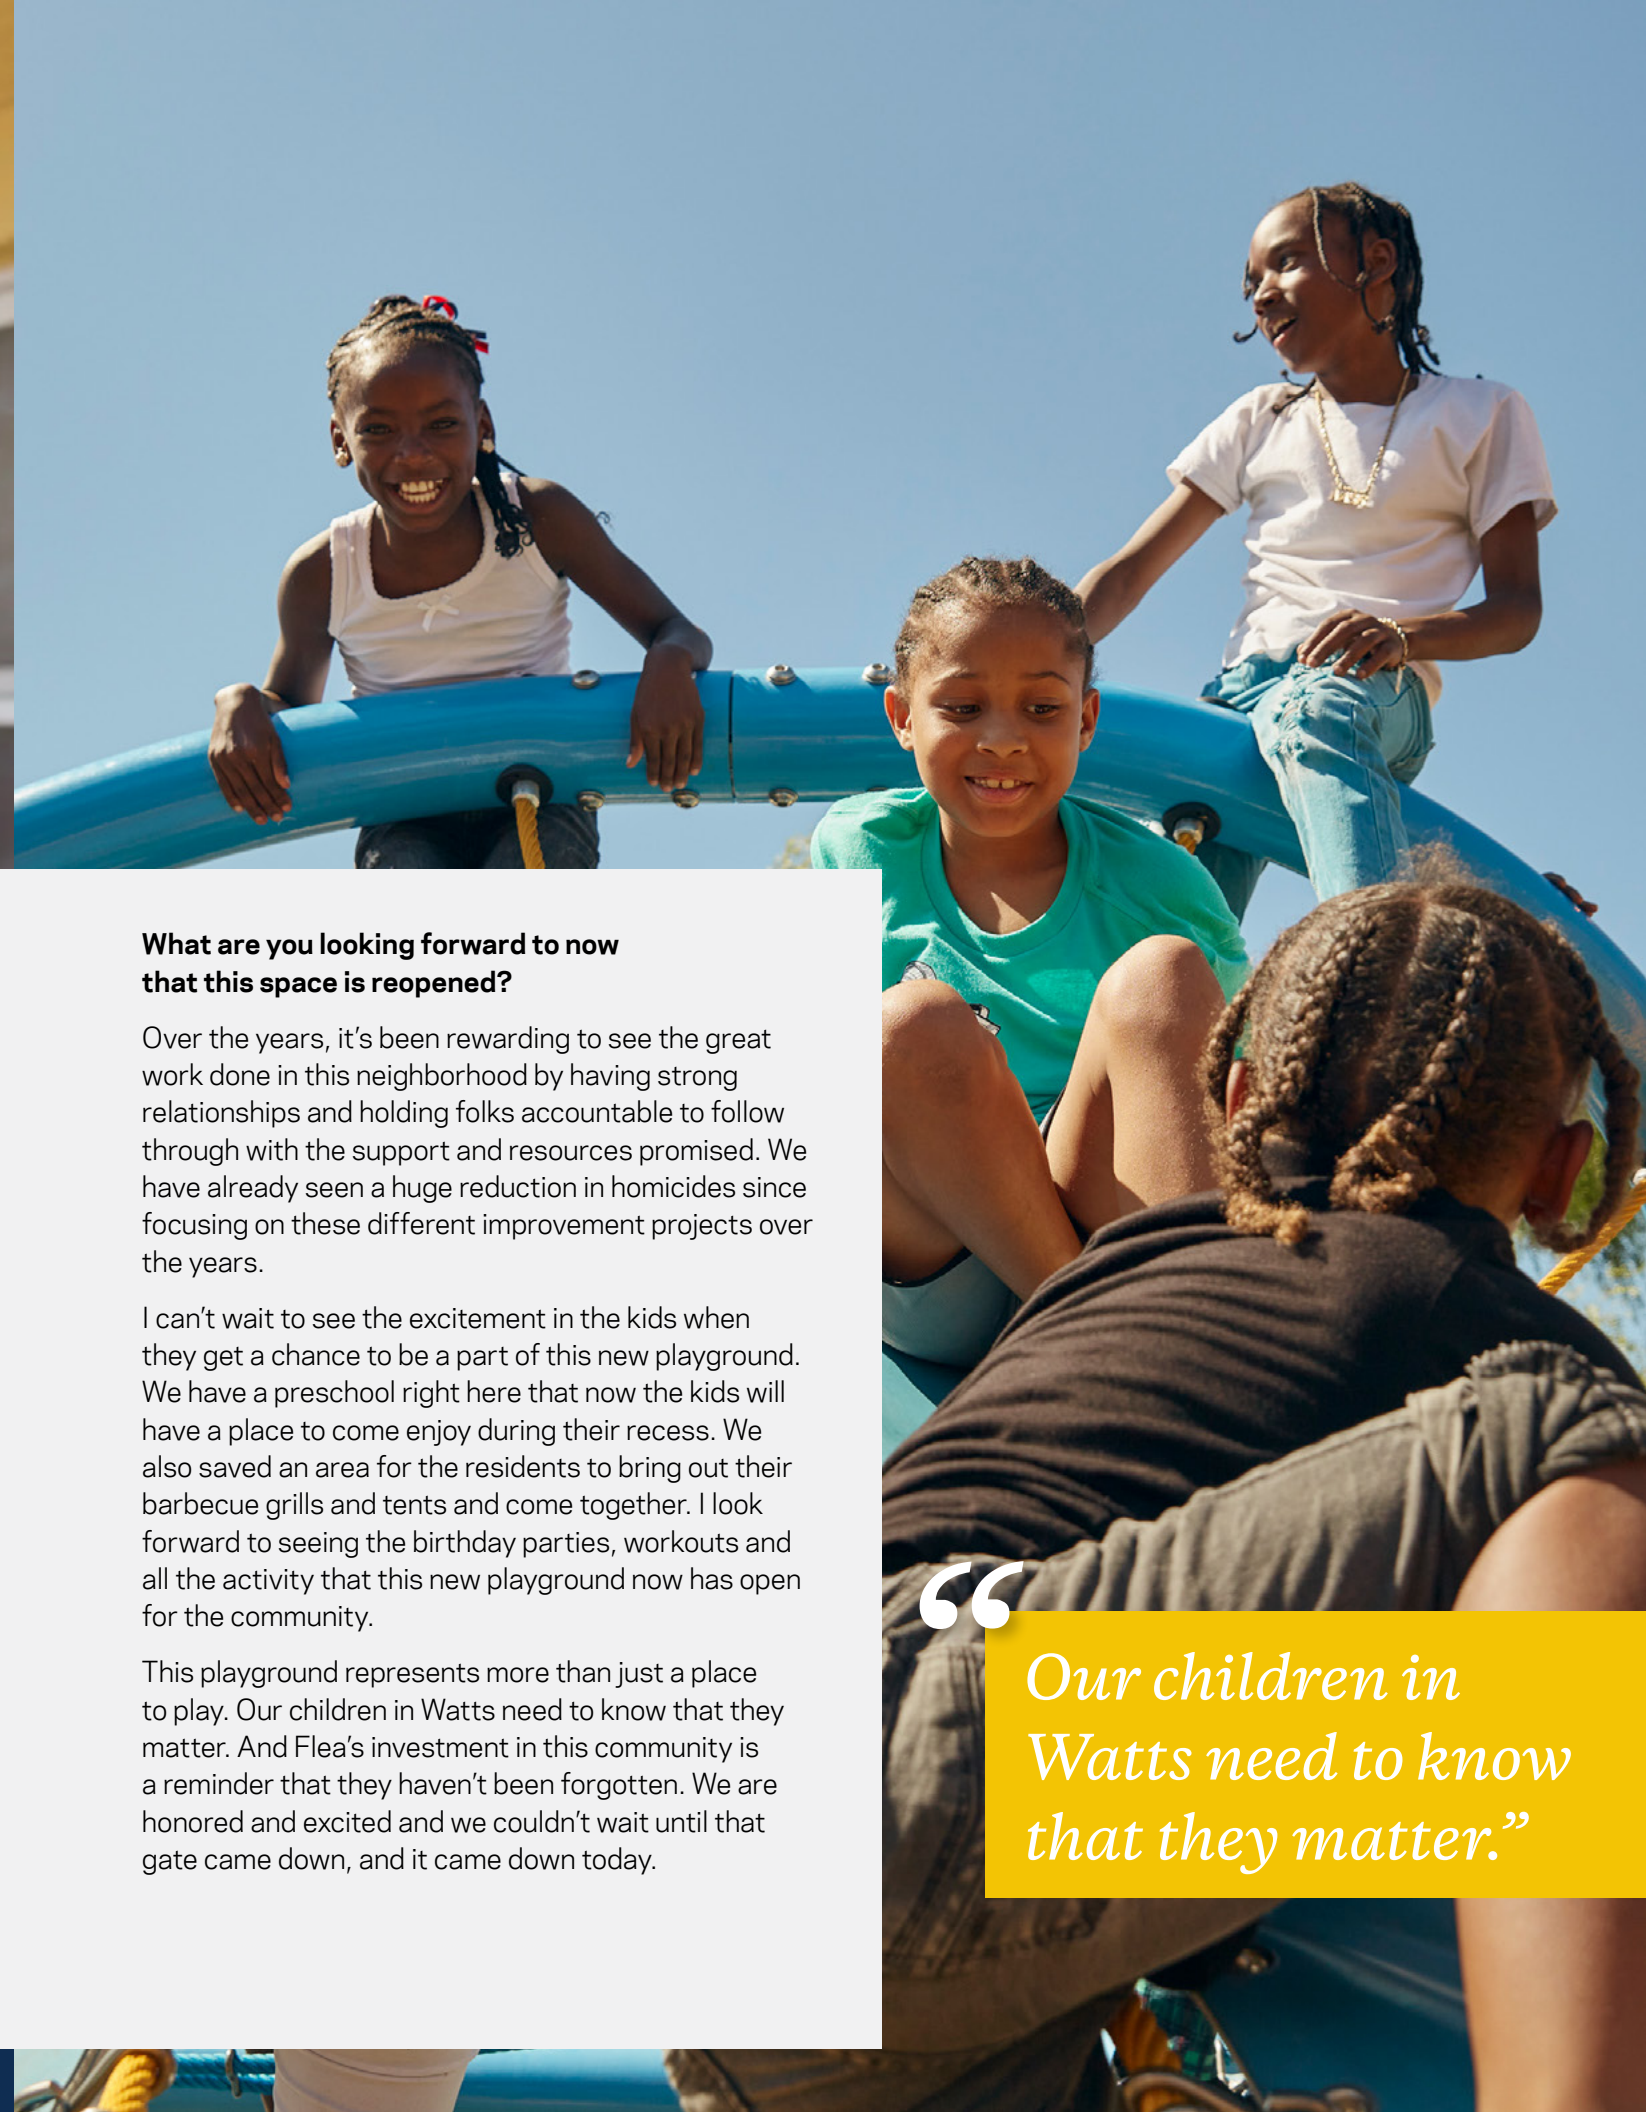 What are you looking forward to now
that this space is reopened?
Over the years, it’s been rewarding to see the great
work done in this neighborhood by having strong
relationships and holding folks accountable to follow
through with the support and resources promised. We
have already seen a huge reduction in homicides since
focusing on these different improvement projects over
the years.
I can’t wait to see the excitement in the kids when
they get a chance to be a part of this new playground.
We have a preschool right here that now the kids will
have a place to come enjoy during their recess. We
also saved an area for the residents to bring out their
barbecue grills and tents and come together. I look
forward to seeing the birthday parties, workouts and
all the activity that this new playground now has open
for the community.
This playground represents more than just a place
to play. Our children in Watts need to know that they
matter. And Flea’s investment in this community is
a reminder that they haven’t been forgotten. We are
honored and excited and we couldn’t wait until that
gate came down, and it came down today.
“Our children in
Watts need to know
that they matter.”